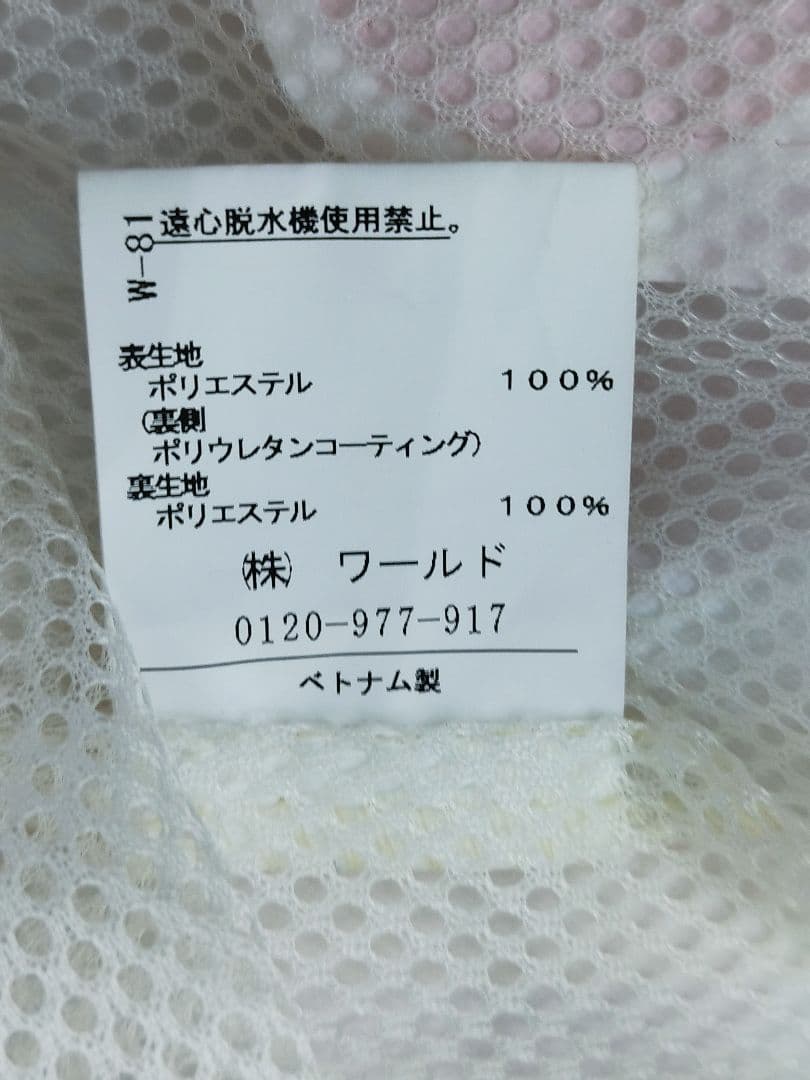 遠心脱水機使用禁止。
18-M
表生地
ポリエステル 100%
(裏側
ポリウレタンコーティング)
裏生地
ポリエステル 100%
㈱ ワールド
0120-977-917
ベトナム製